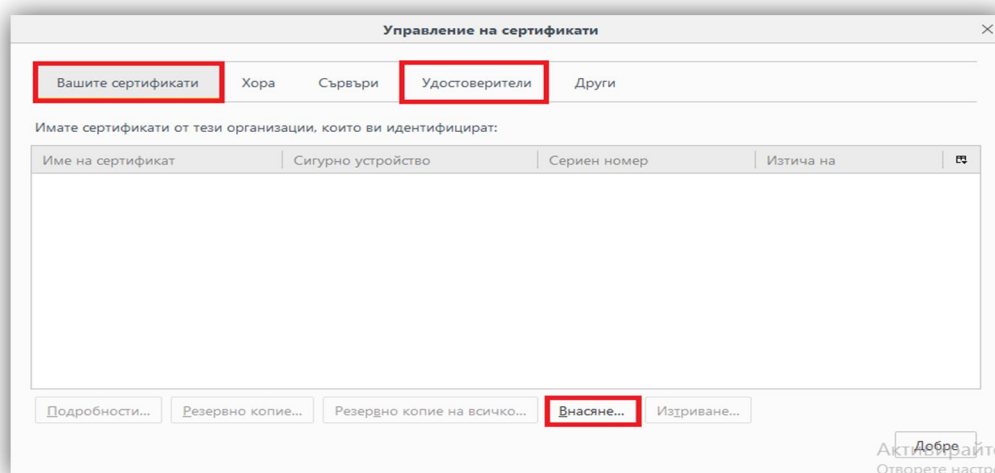 Управление на сертификати
Вашите сертификати Хора Сървъри Удостоверители Други
Имате сертификати от тези организации, които ви идентифицират:
Име на сертификат Сигурно устройство Сериен номер Изтича на
Подробности... Резервно копие... Резервно копие на всичко... Внасяне... Изтриване...
Добре